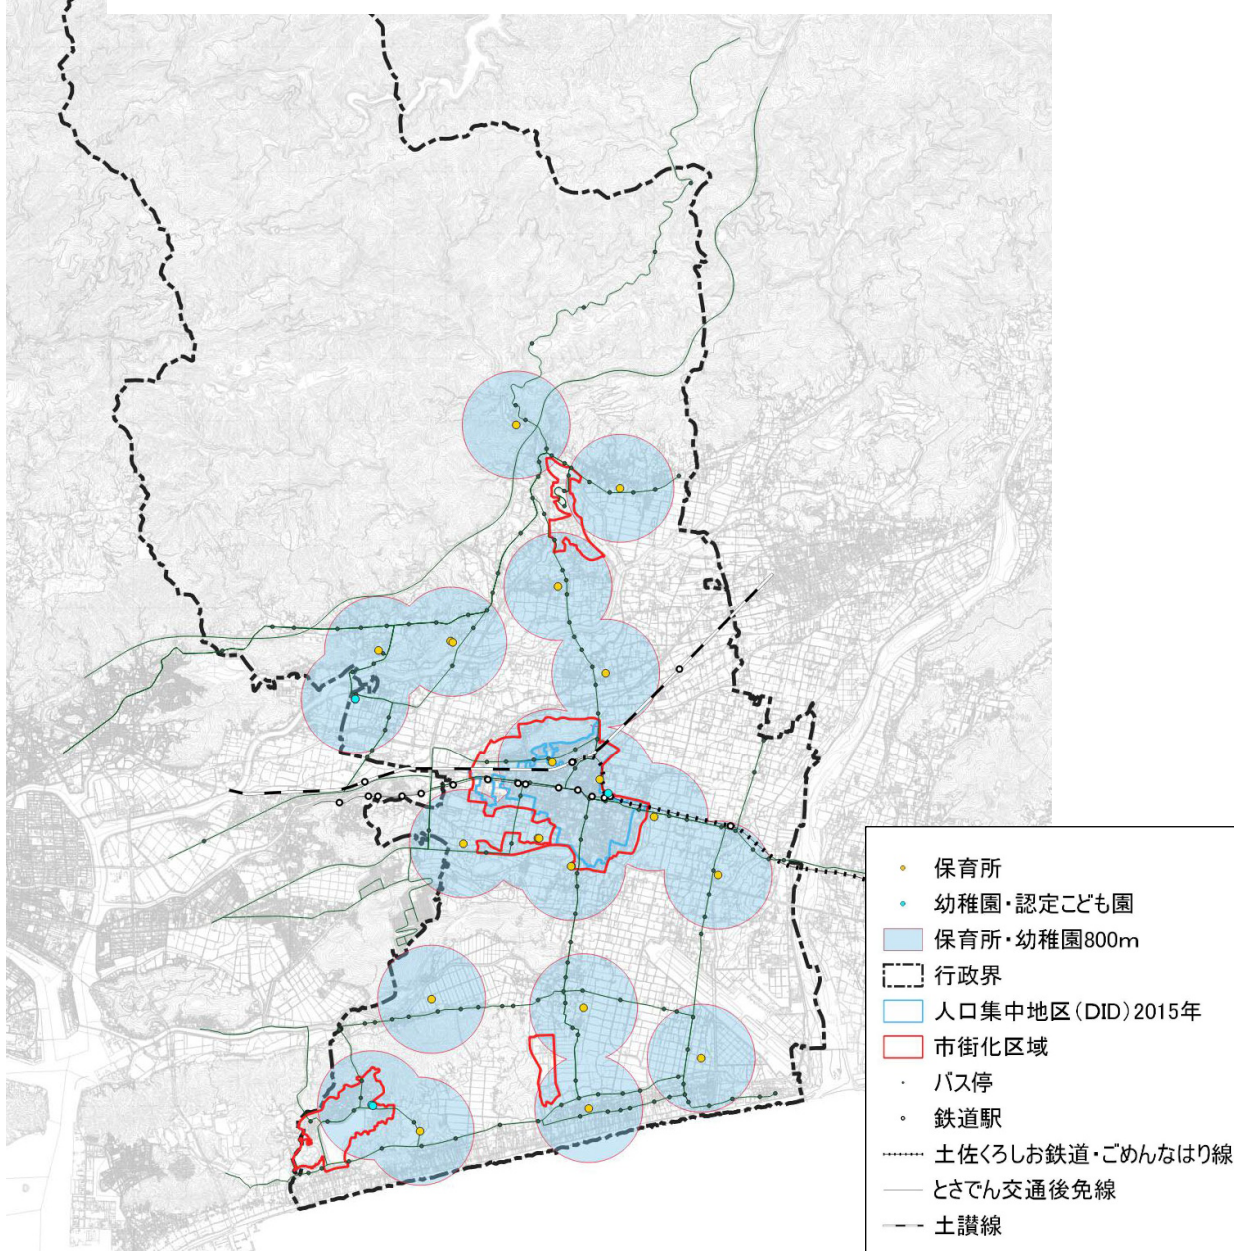 保育所
幼稚園・認定こども園
保育所・幼稚園800m
行政界
人口集中地区(DID)2015年
市街化区域
バス停
鉄道駅
土佐くろしお鉄道・ごめんなはり線
とさでん交通後免線
土讃線